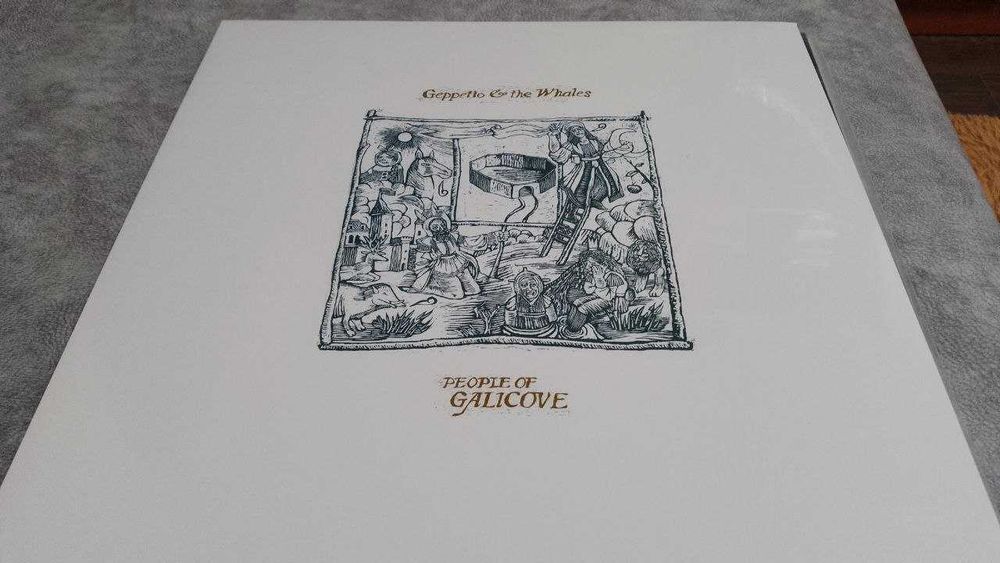 Geppetto & the Whales
PEOPLE OF
GALICOVE